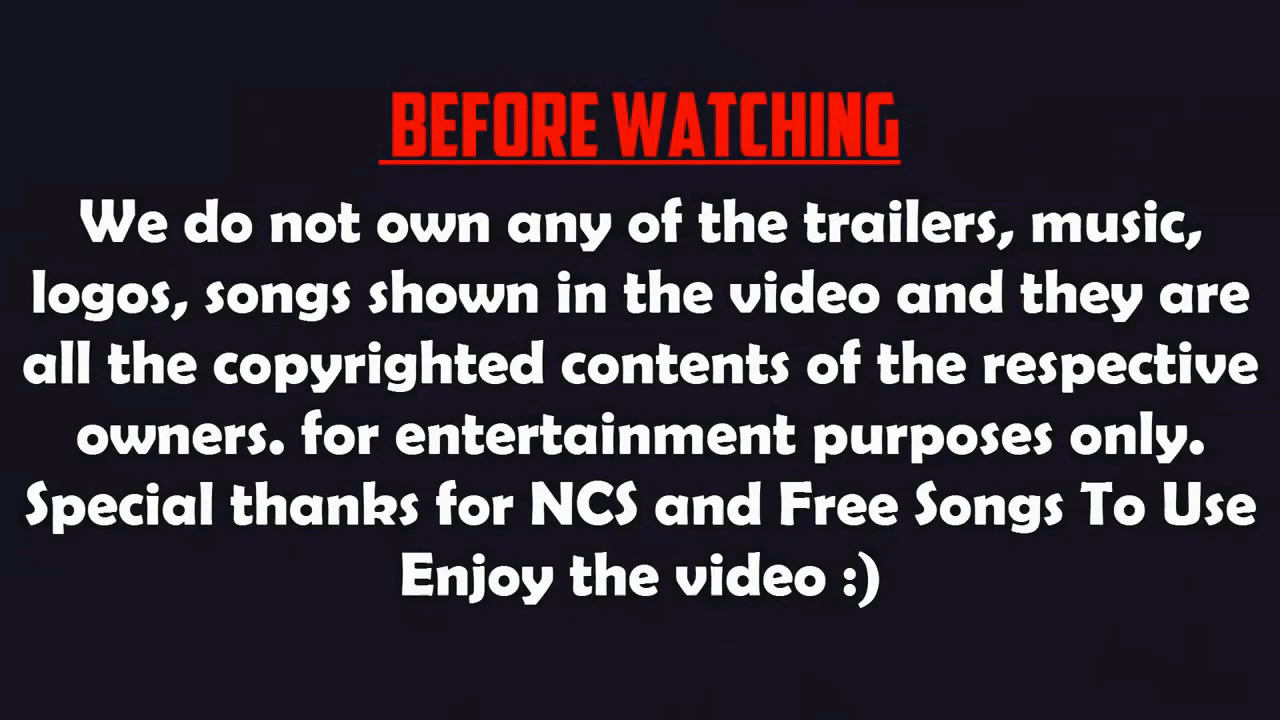 BEFORE WATCHING
We do not own any of the trailers, music,
logos, songs shown in the video and they are
all the copyrighted contents of the respective
owners. for entertainment purposes only.
Special thanks for NCS and Free Songs To Use
Enjoy the video :)